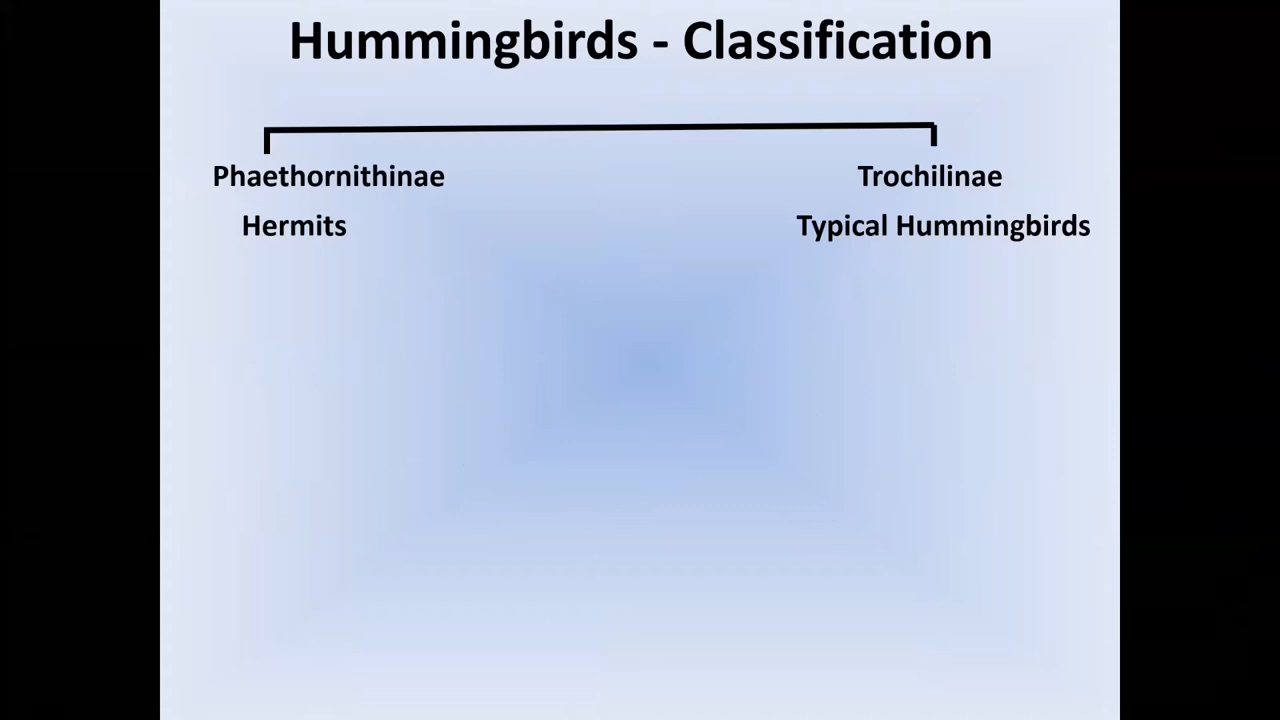 Hummingbirds - Classification
Phaethornithinae
Trochilinae
Hermits
Typical Hummingbirds